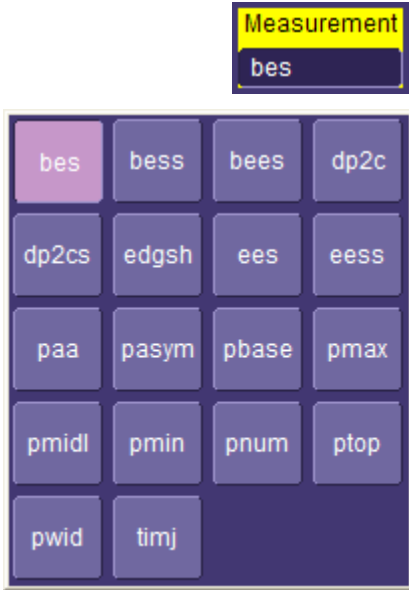 Measurement
bes
bes bess bees dp2c
dp2cs edgsh ees eess
paa pasym pbase pmax
pmidl pmin pnum ptop
pwid timj